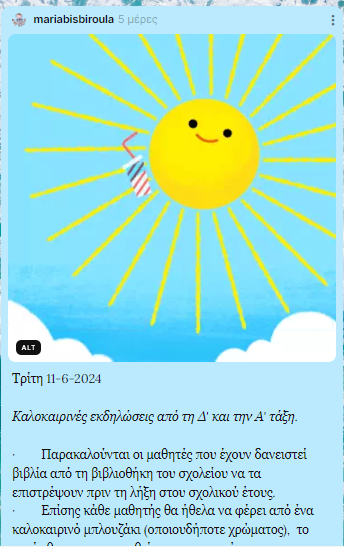 mariabisbiroula 5 μέρες
ALT
Τρίτη 11-6-2024
Καλοκαιρινές εκδηλώσεις από τη Δ' και την Α' τάξη.
· Παρακαλούνται οι μαθητές που έχουν δανειστεί
βιβλία από τη βιβλιοθήκη του σχολείου να τα
επιστρέψουν πριν τη λήξη στου σχολικού έτους.
· Επίσης κάθε μαθητής θα ήθελα να φέρει από ένα
καλοκαιρινό μπλουζάκι (οποιουδήποτε χρώματος), το